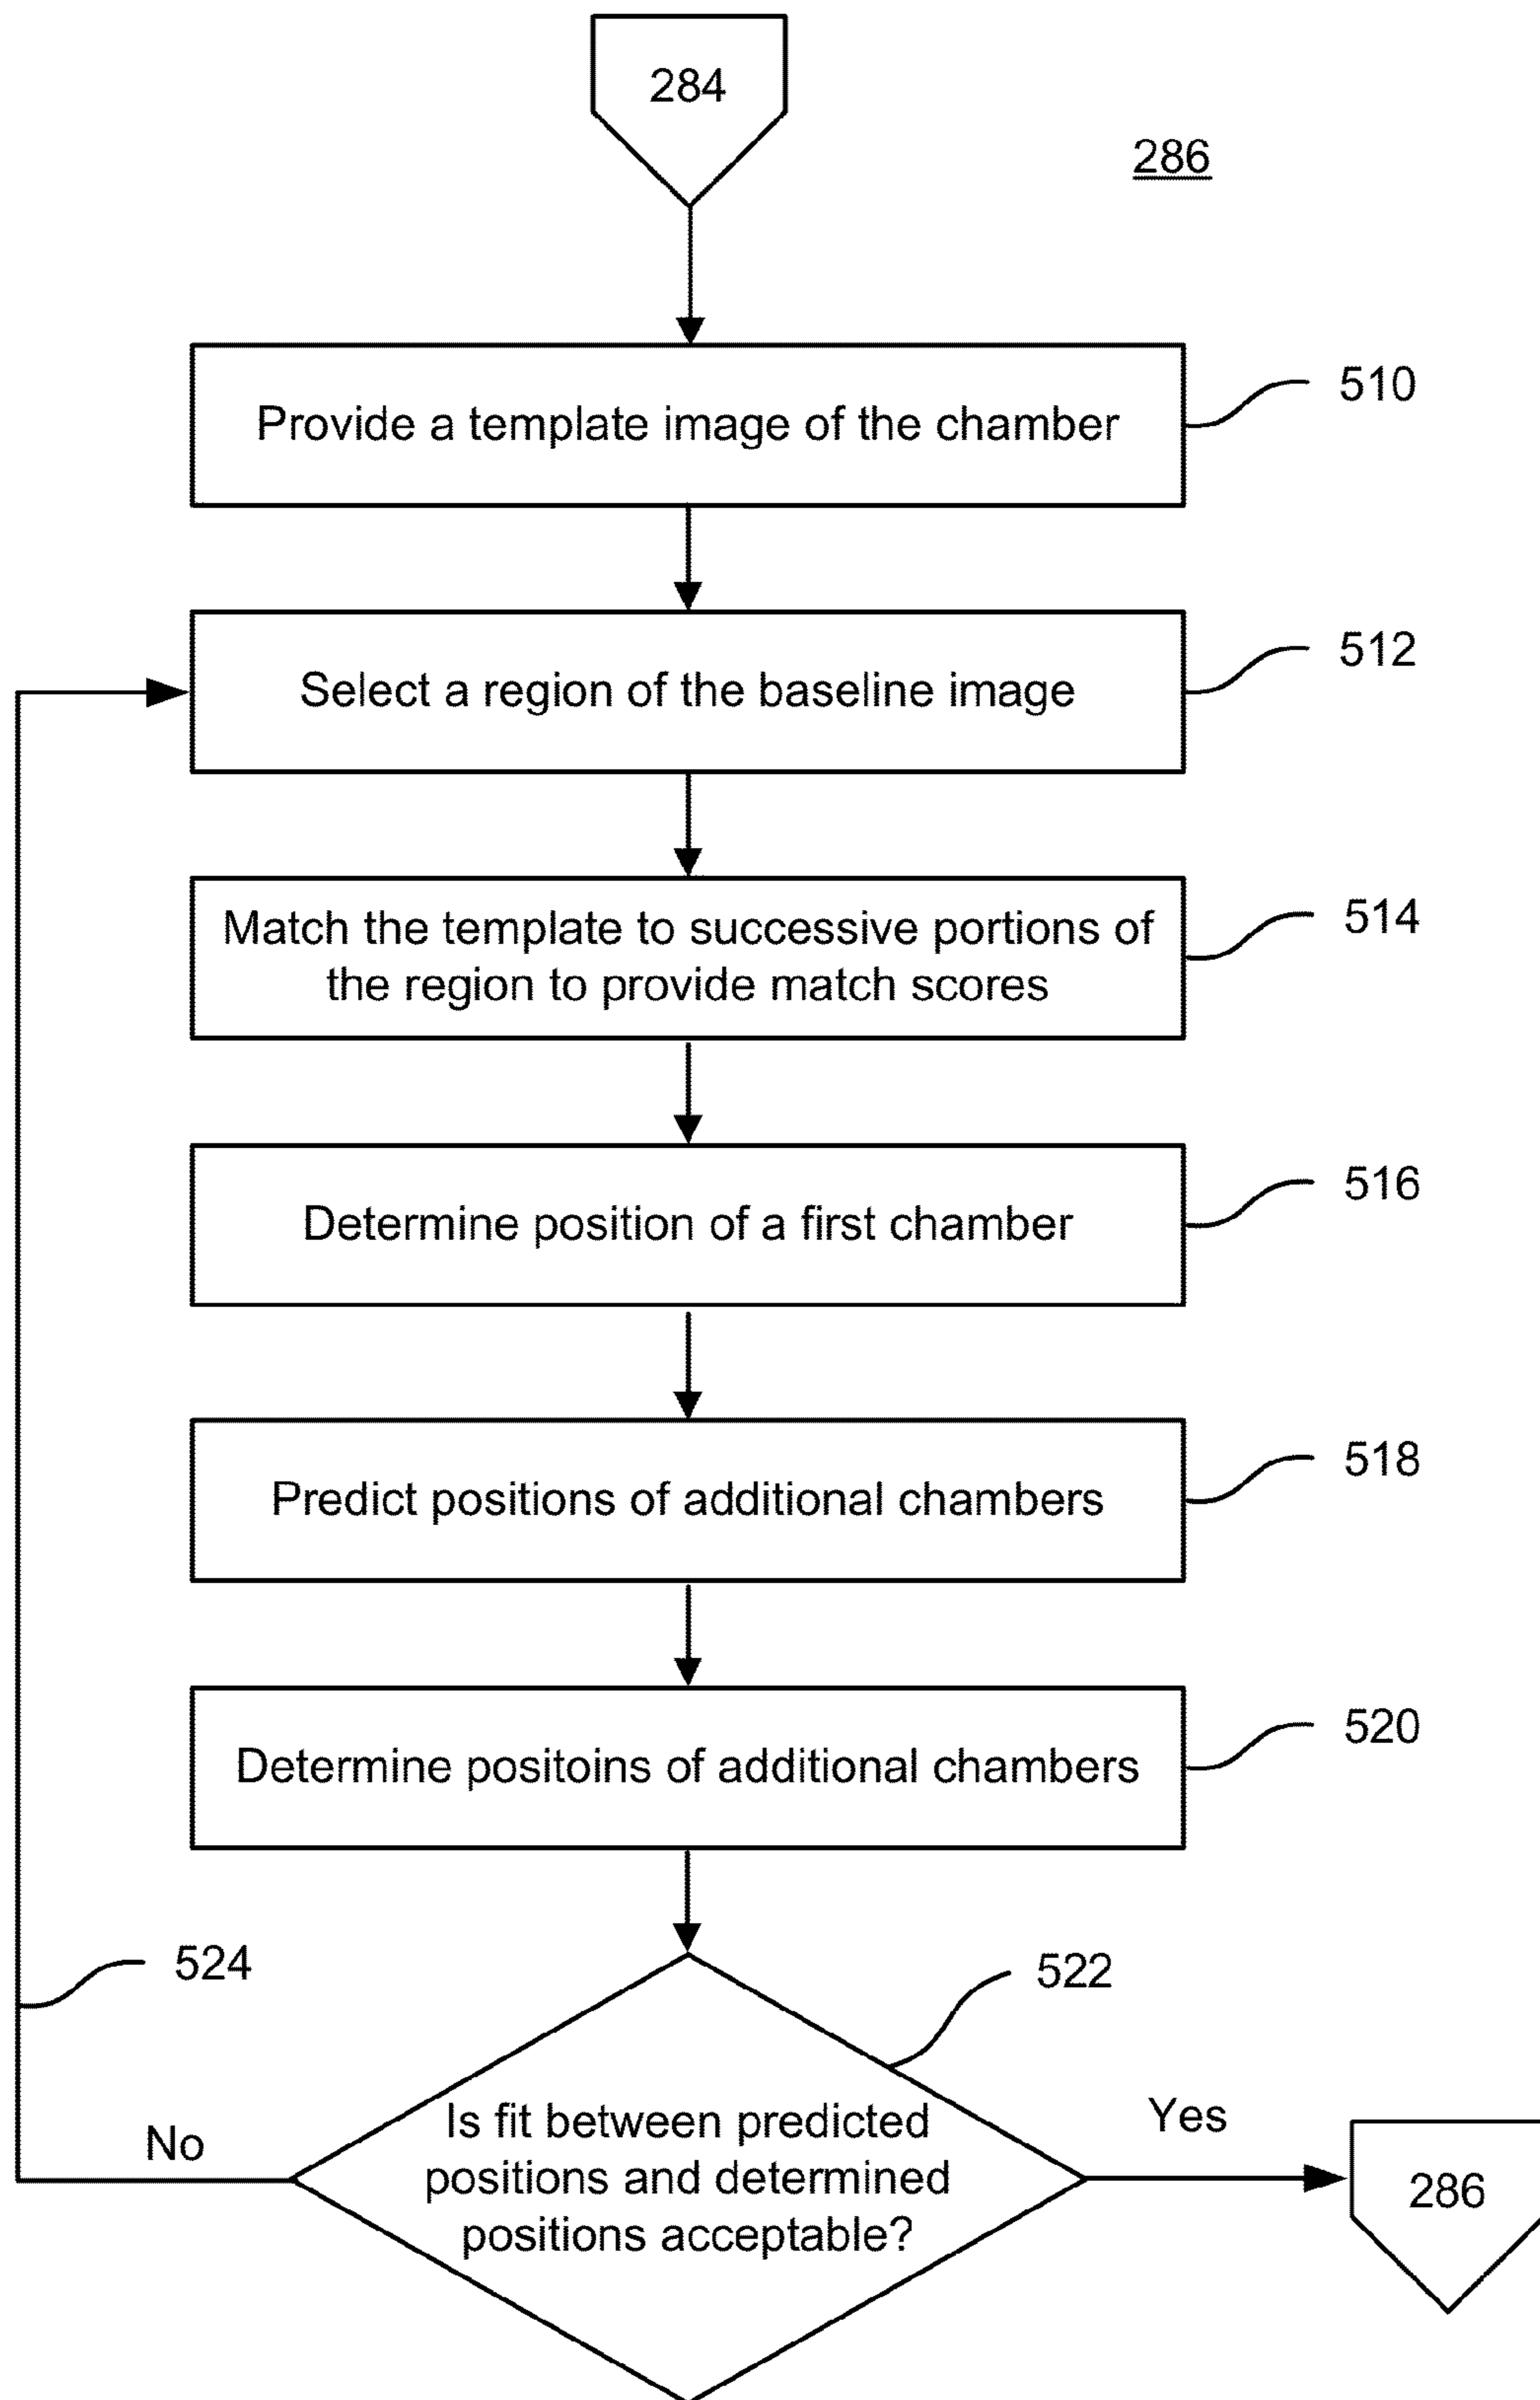 284
286
Provide a template image of the chamber
510
Select a region of the baseline image
512
Match the template to successive portions of
the region to provide match scores
514
Determine position of a first chamber
516
Predict positions of additional chambers
518
Determine positoins of additional chambers
520
524
522
Is fit between predicted
positions and determined
positions acceptable?
No
Yes
286